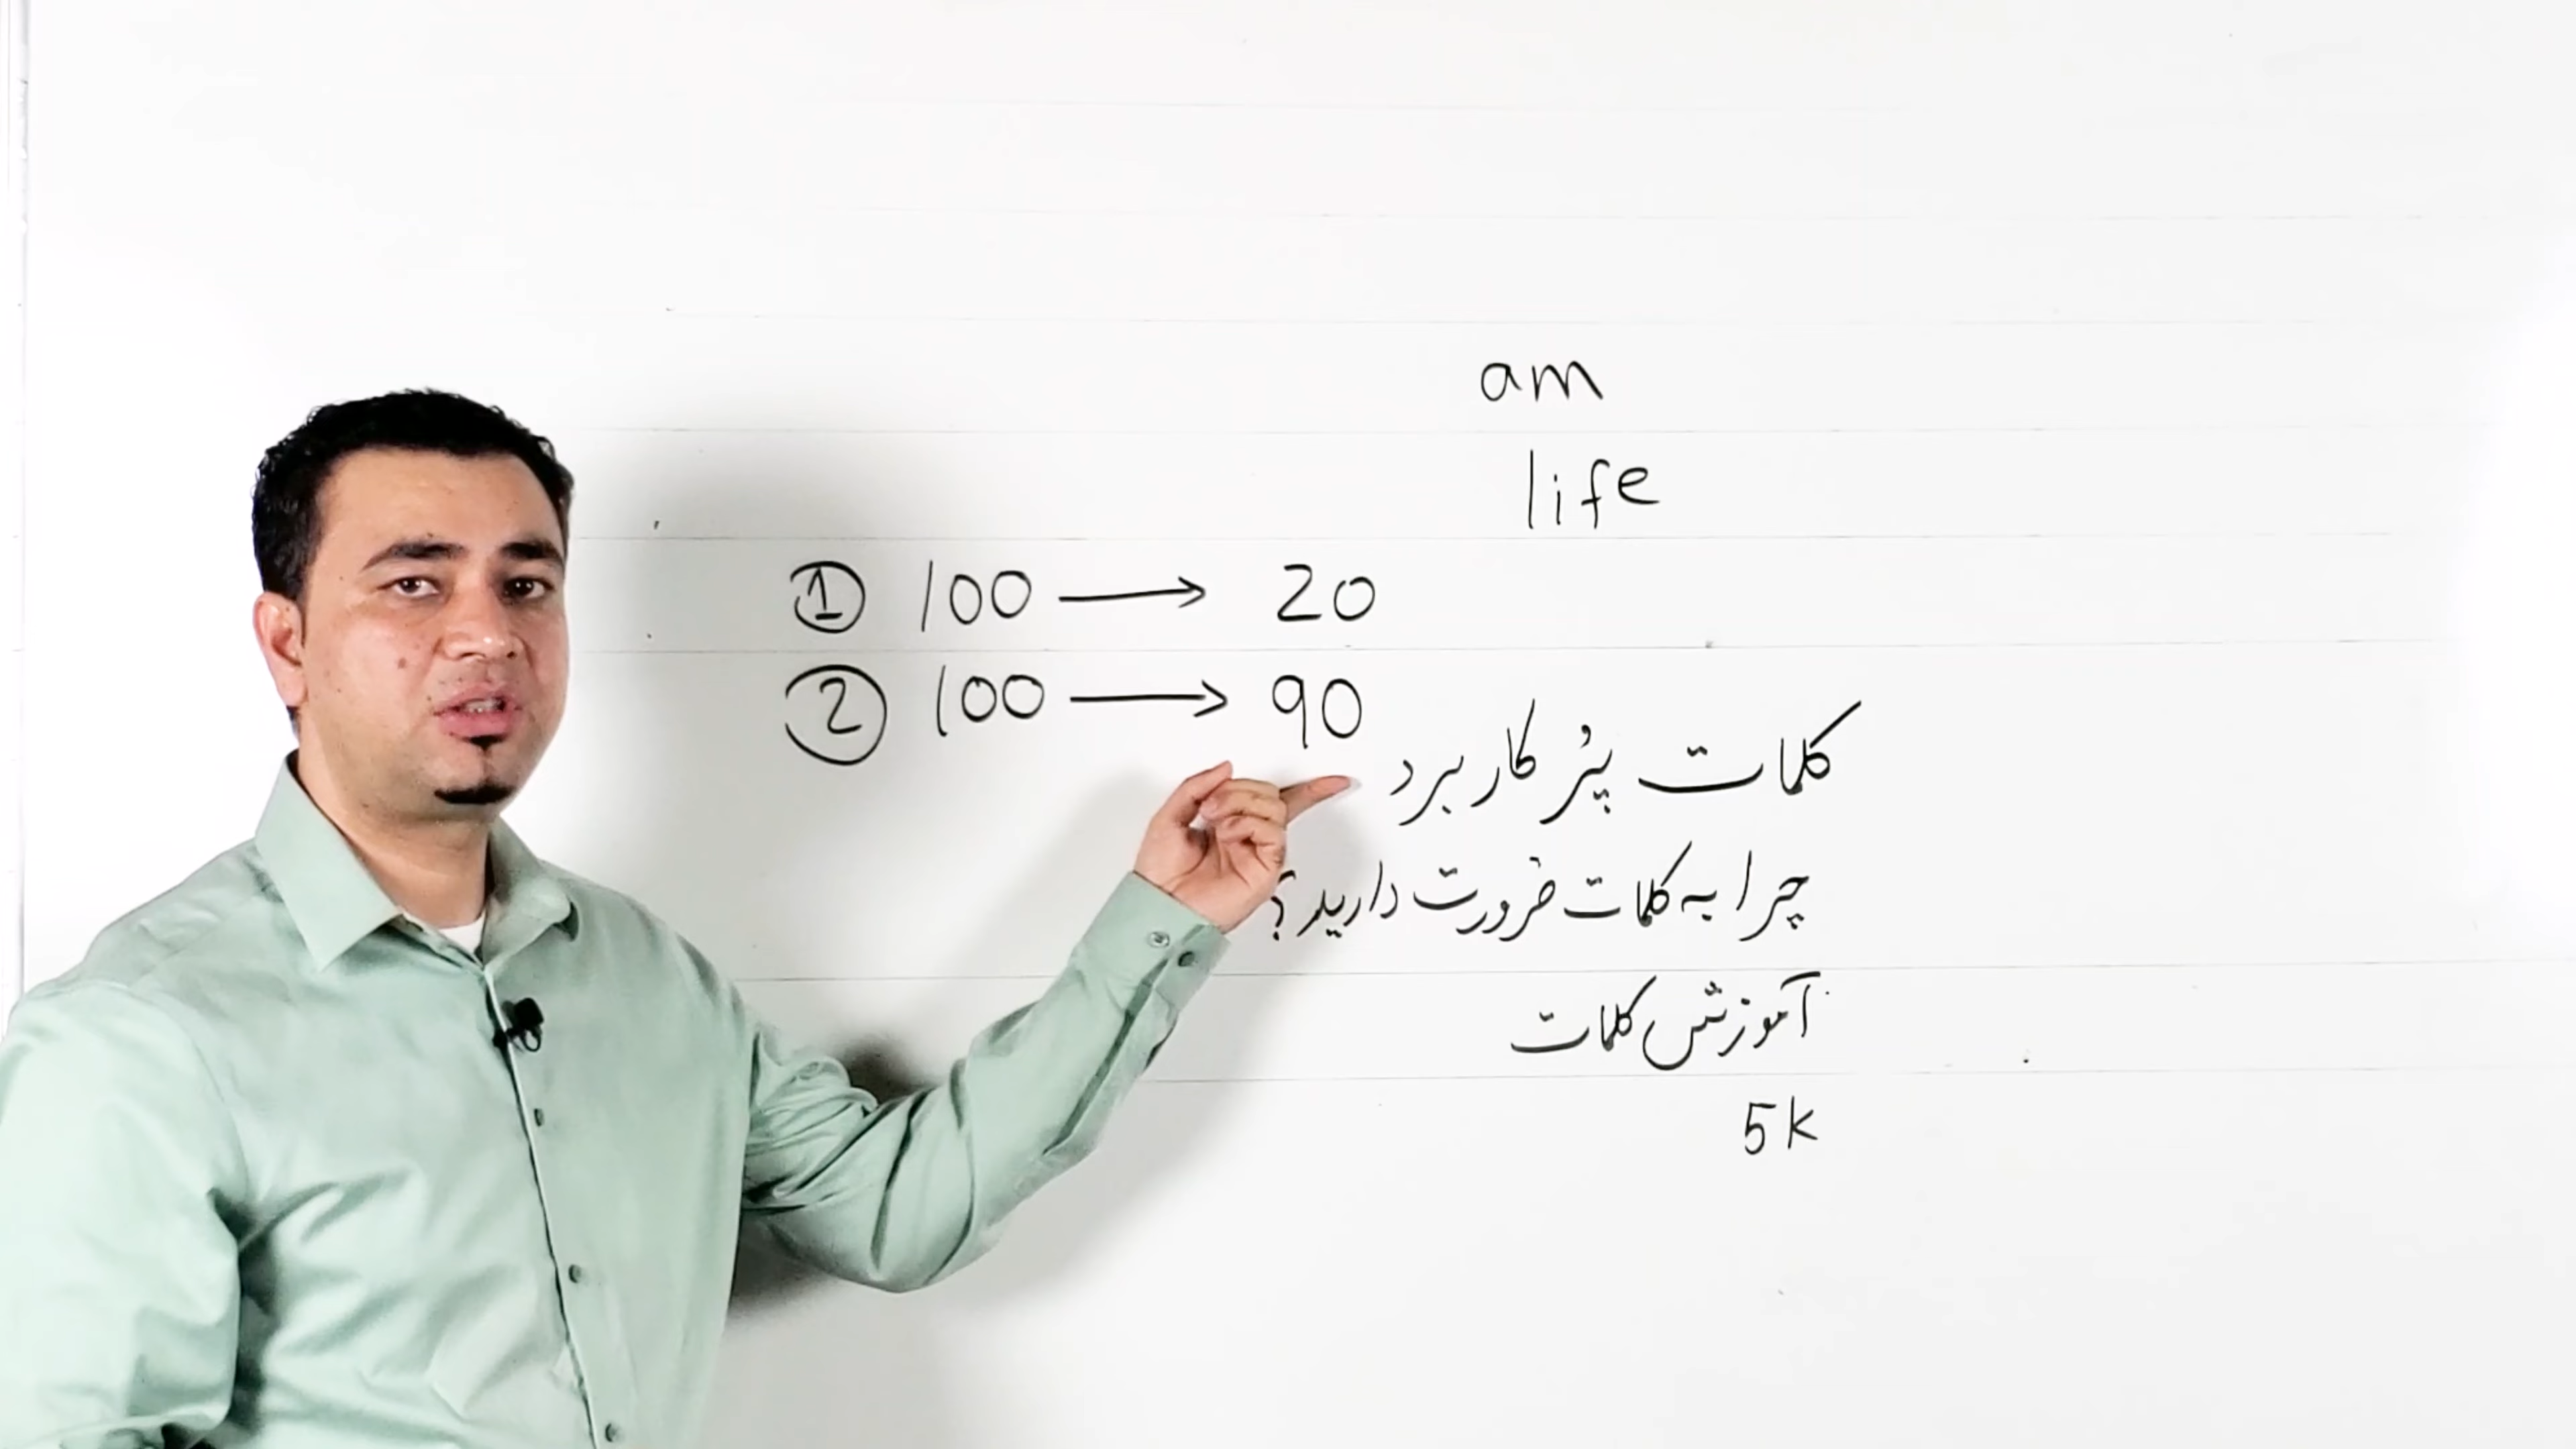 am
life
① 100 → 20
② 100 → 90
کلمات پُر کاربرد
چرا به کلمات ضرورت دارید؟
آموزش کلمات
5k